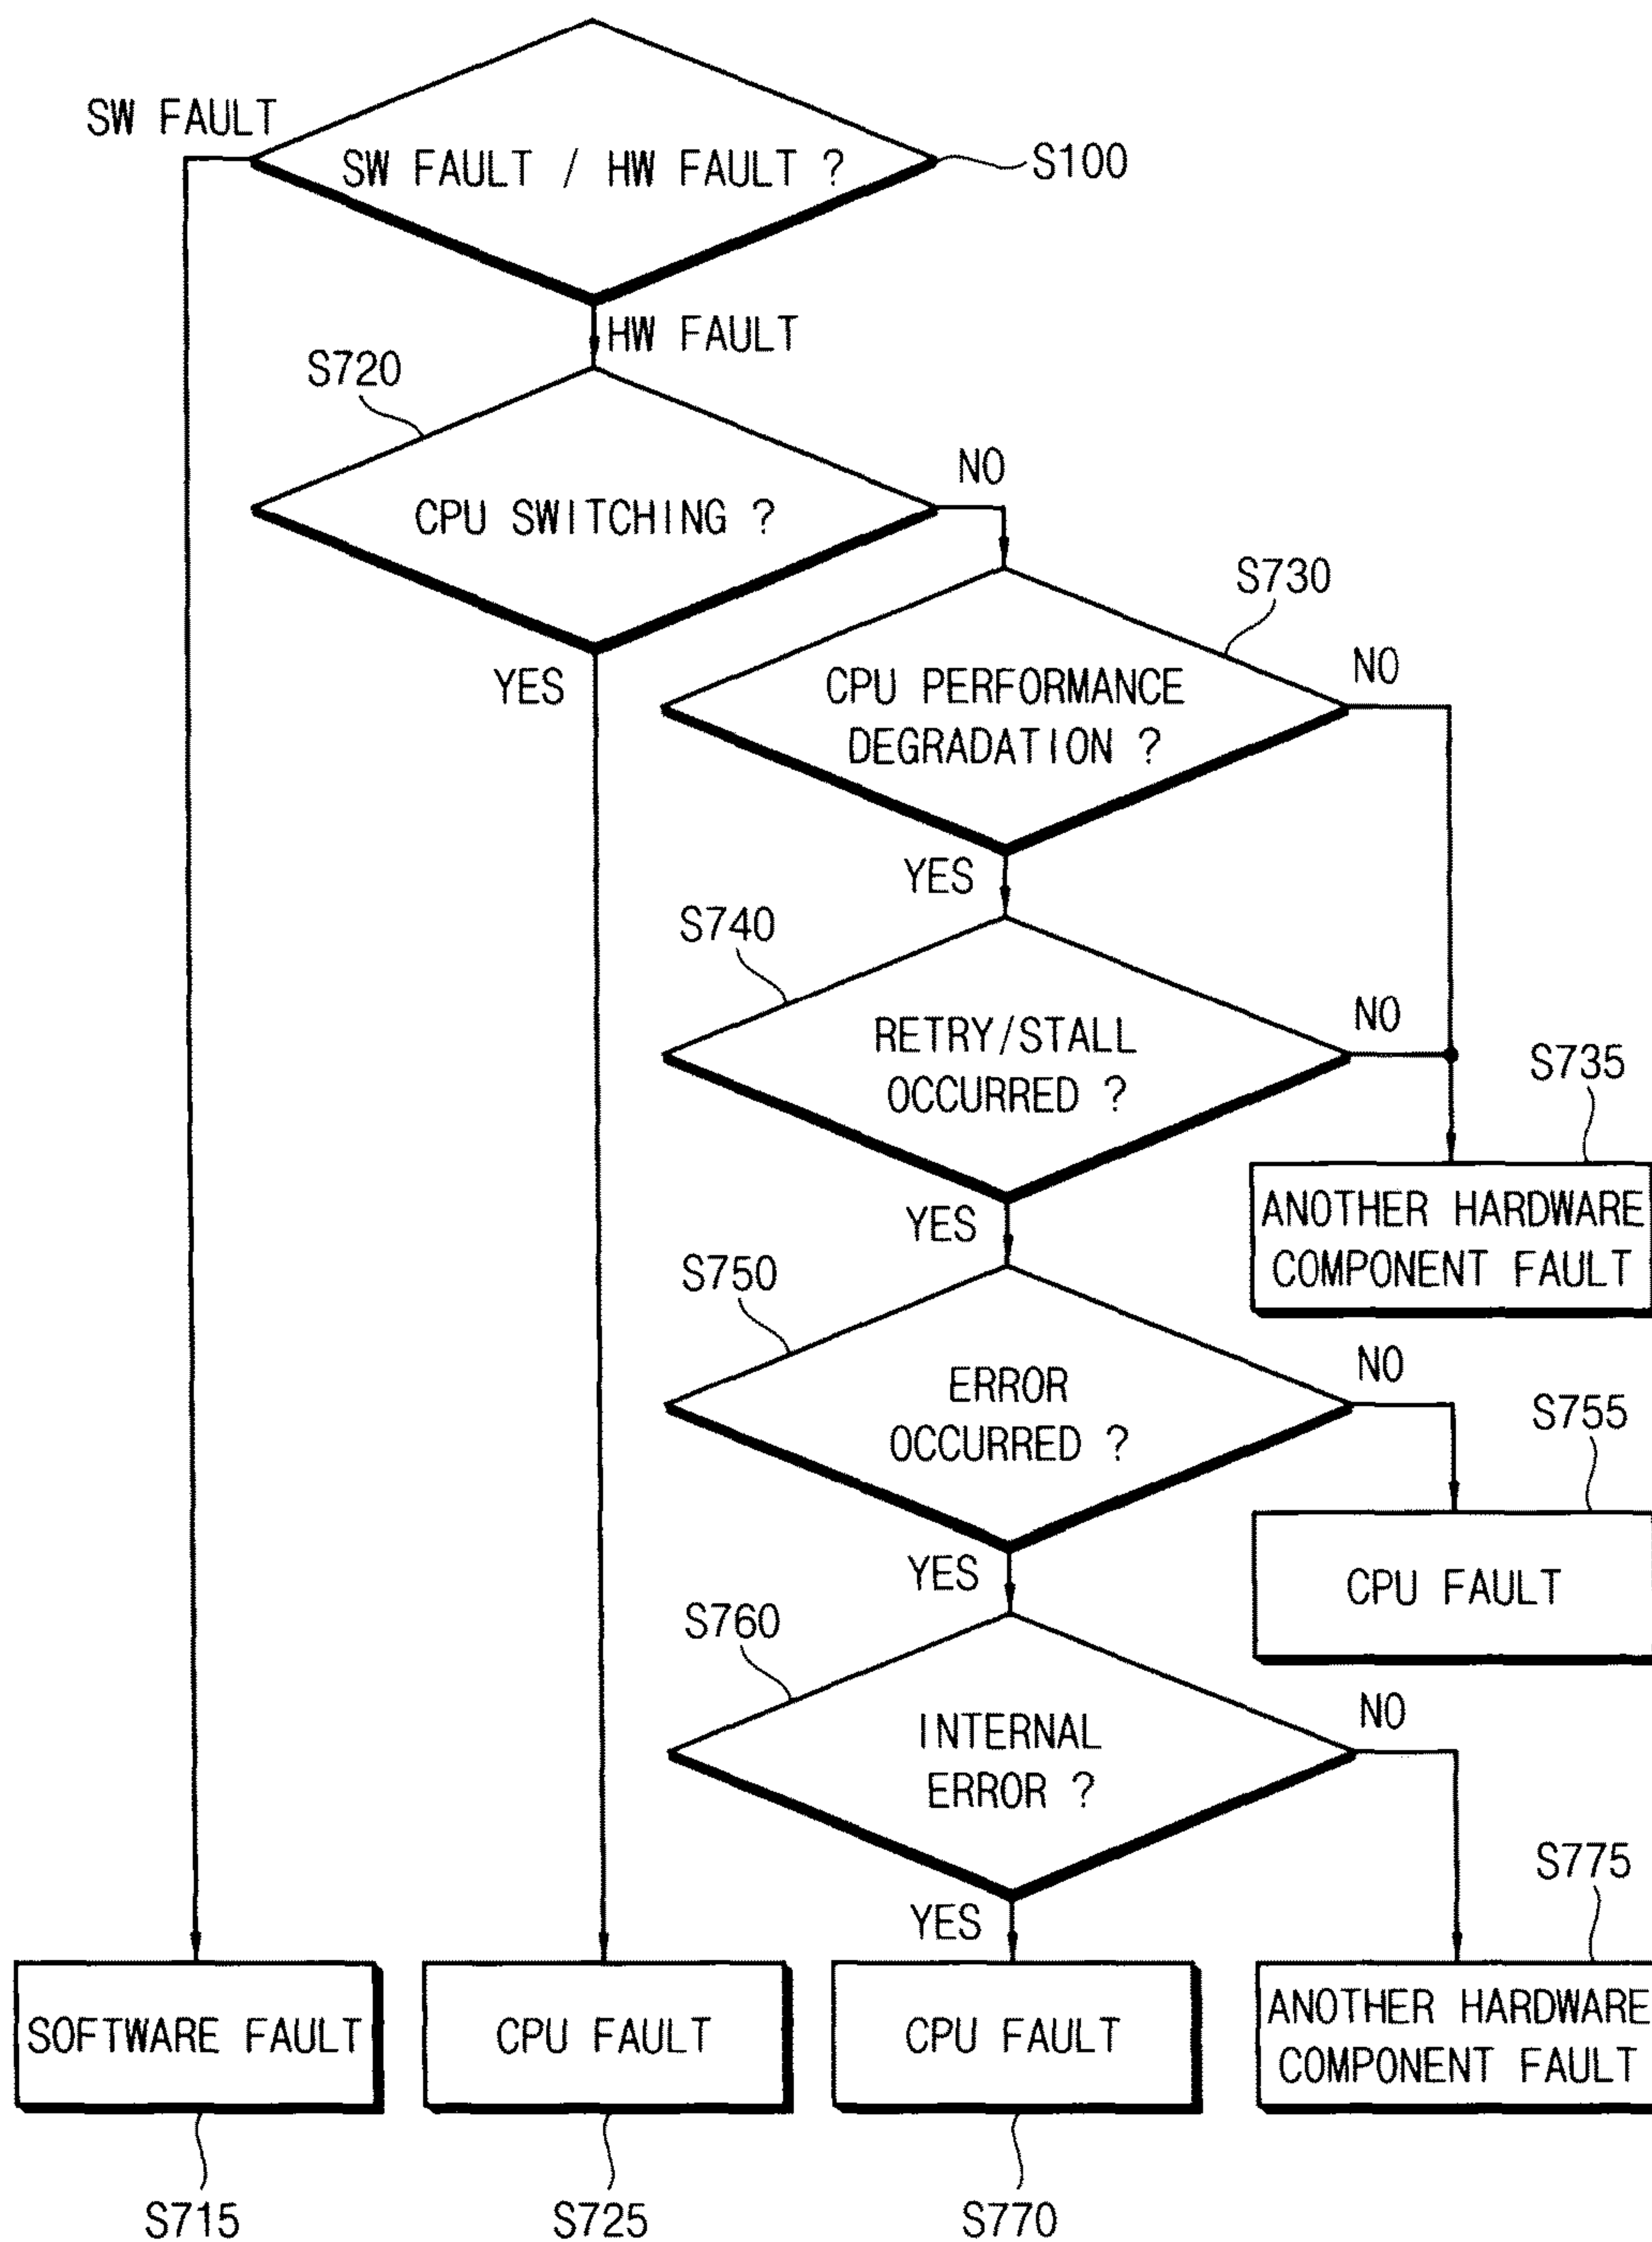 SW FAULT
SW FAULT / HW FAULT ?
S100
HW FAULT
S720
CPU SWITCHING ?
NO
YES
S730
CPU PERFORMANCE
DEGRADATION ?
NO
YES
S740
RETRY/STALL
OCCURRED ?
NO
YES
S735
ANOTHER HARDWARE
COMPONENT FAULT
S750
ERROR
OCCURRED ?
NO
YES
S755
CPU FAULT
S760
INTERNAL
ERROR ?
NO
YES
S775
SOFTWARE FAULT
CPU FAULT
CPU FAULT
ANOTHER HARDWARE
COMPONENT FAULT
S715
S725
S770